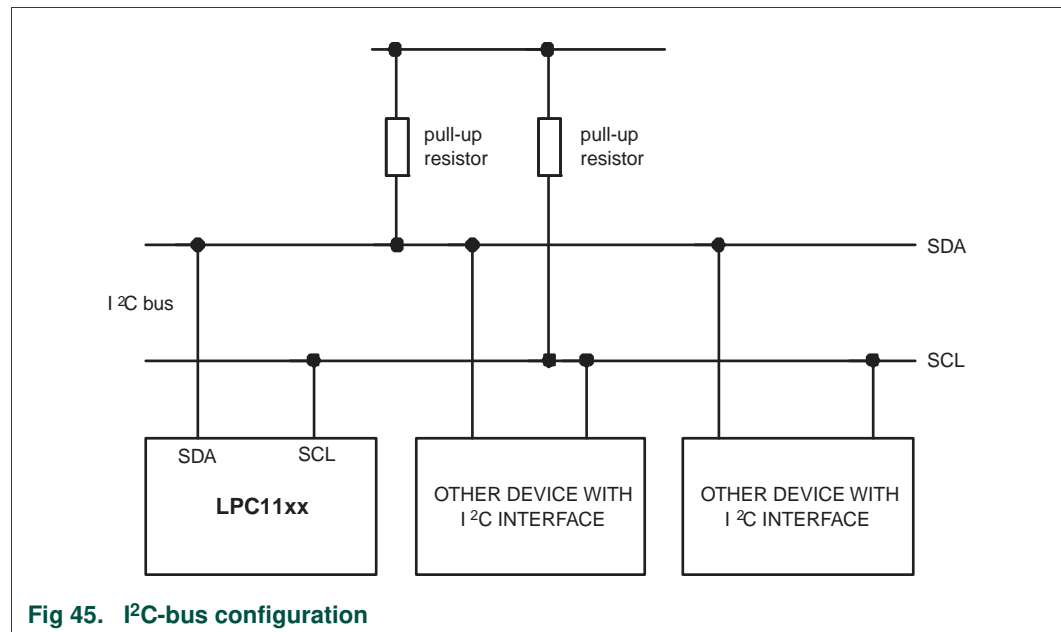 pull-up
resistor
pull-up
resistor
SDA
I ²C bus
SCL
SDA
SCL
LPC11xx
OTHER DEVICE WITH
I ²C INTERFACE
OTHER DEVICE WITH
I ²C INTERFACE
Fig 45. I²C-bus configuration